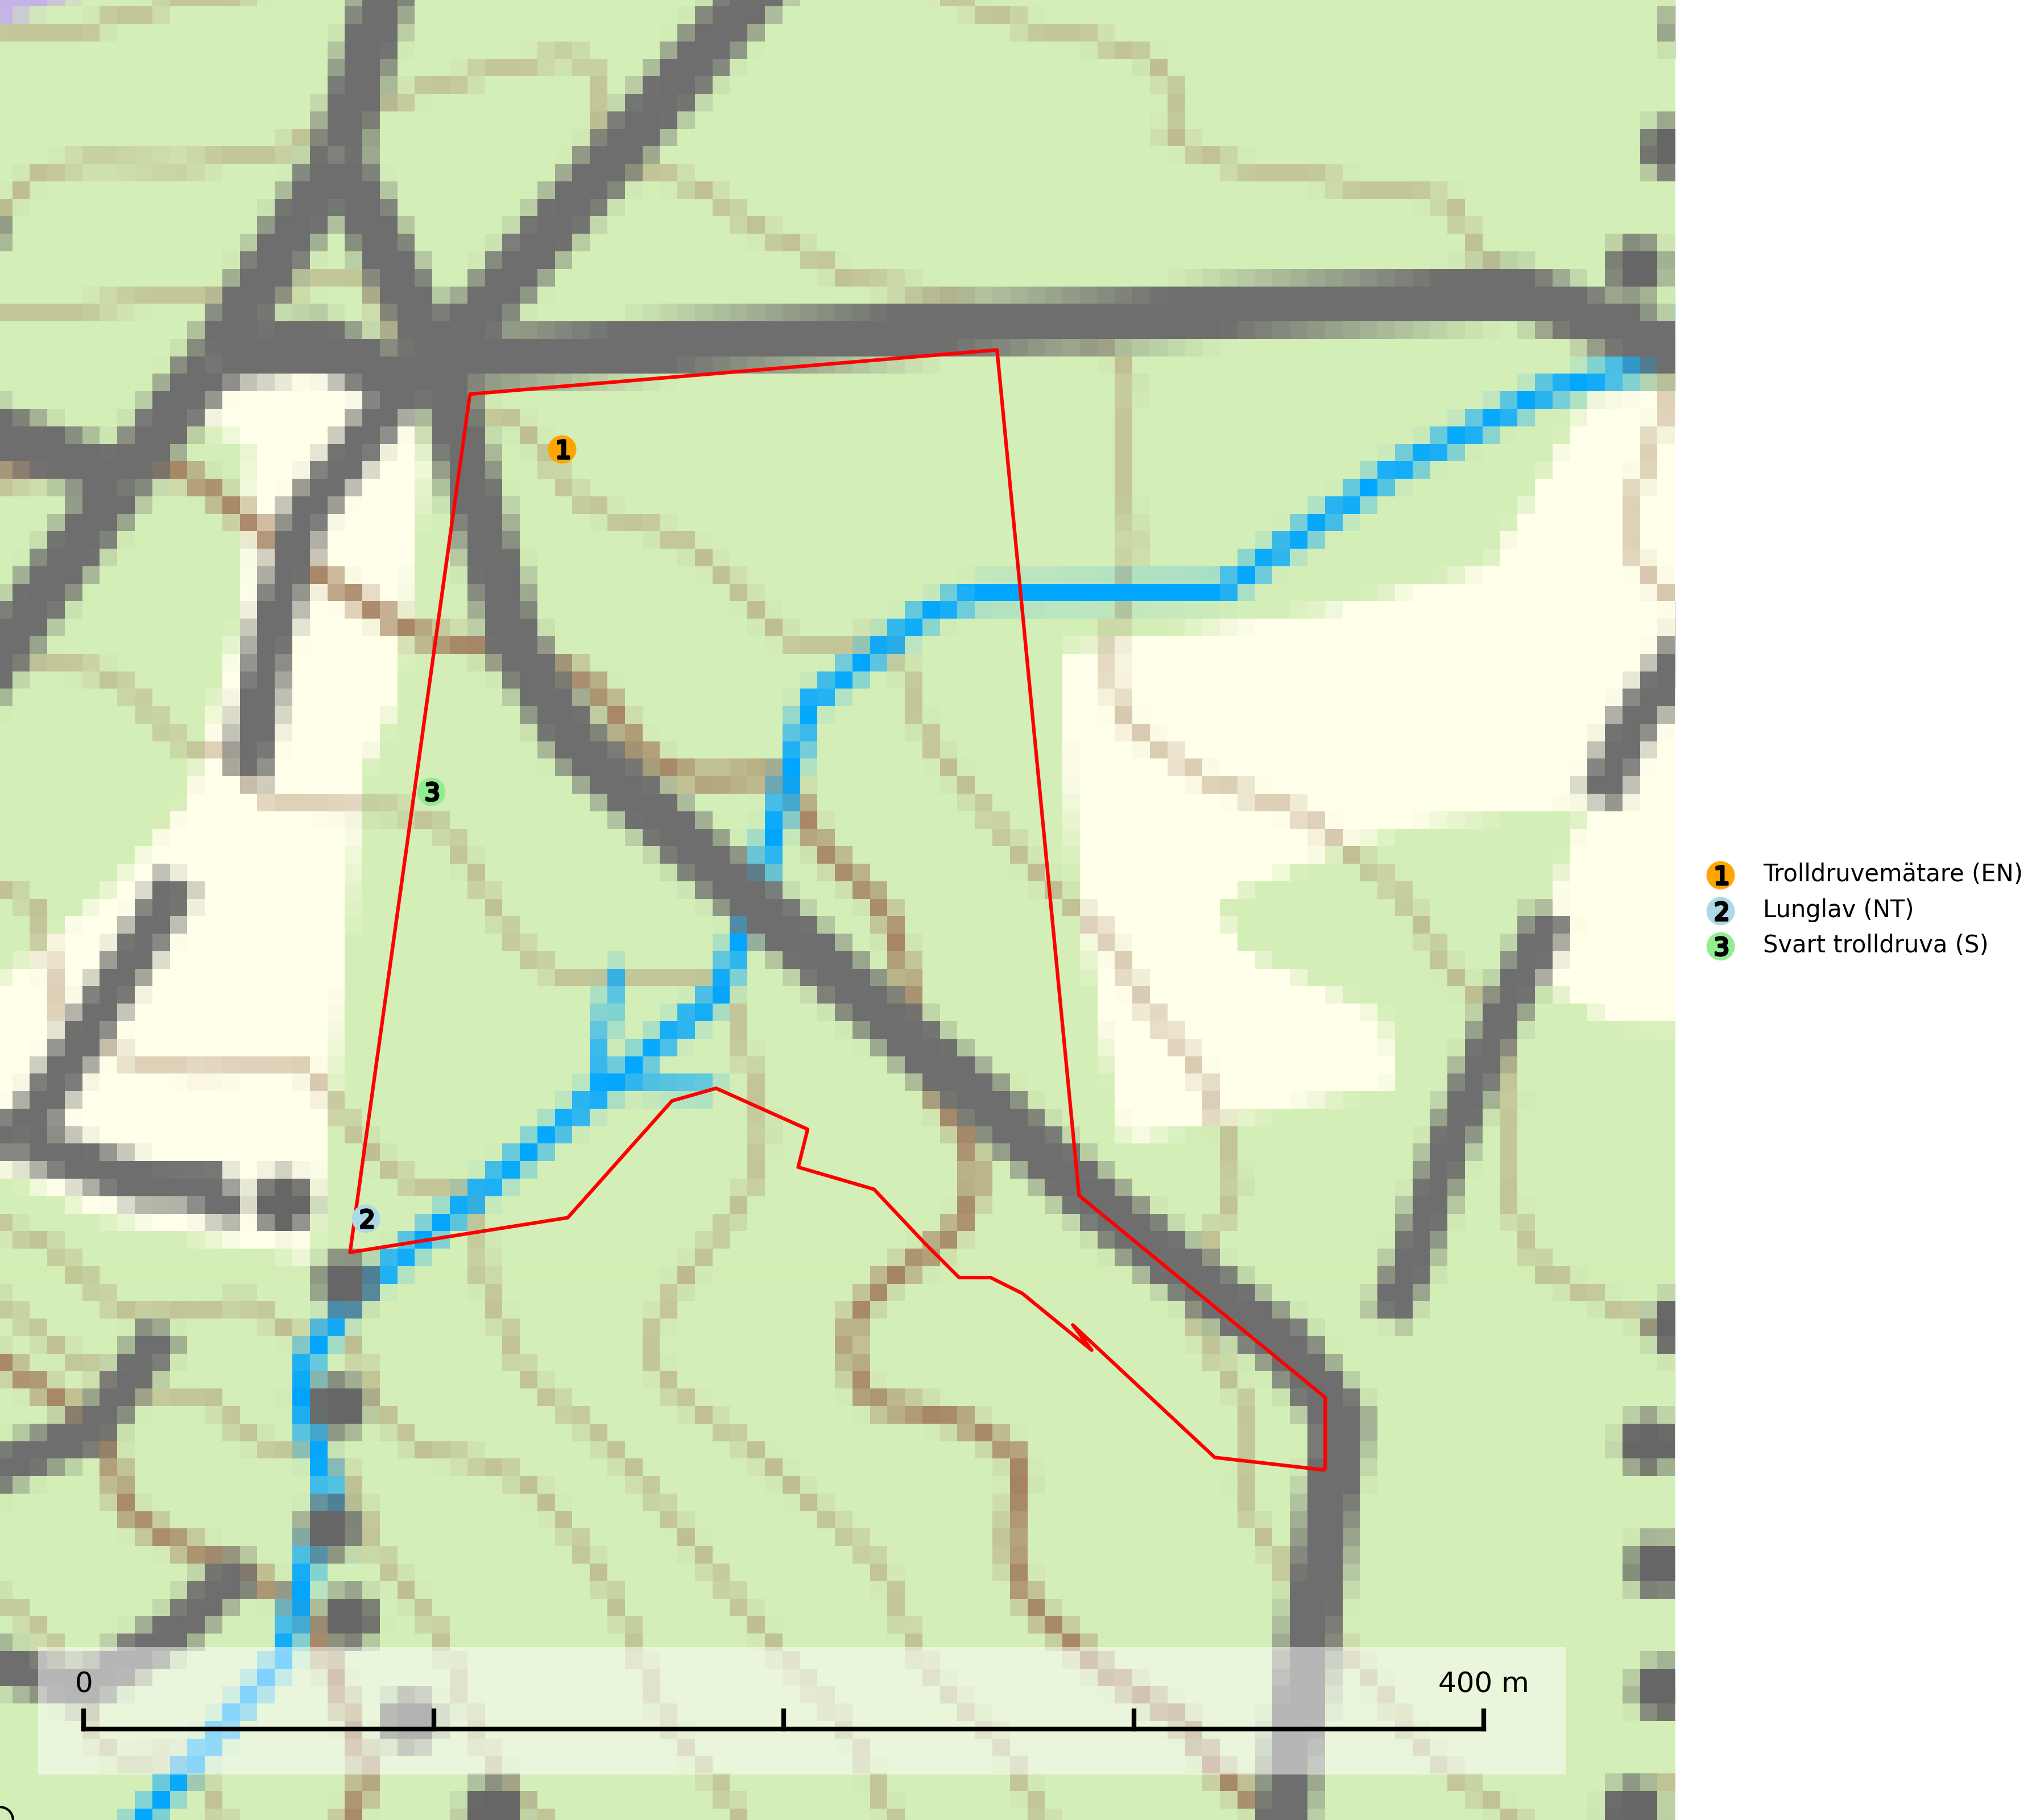 1
3
2
1 Trolldruvemätare (EN)
2 Lunglav (NT)
3 Svart trolldruva (S)
0 400 m